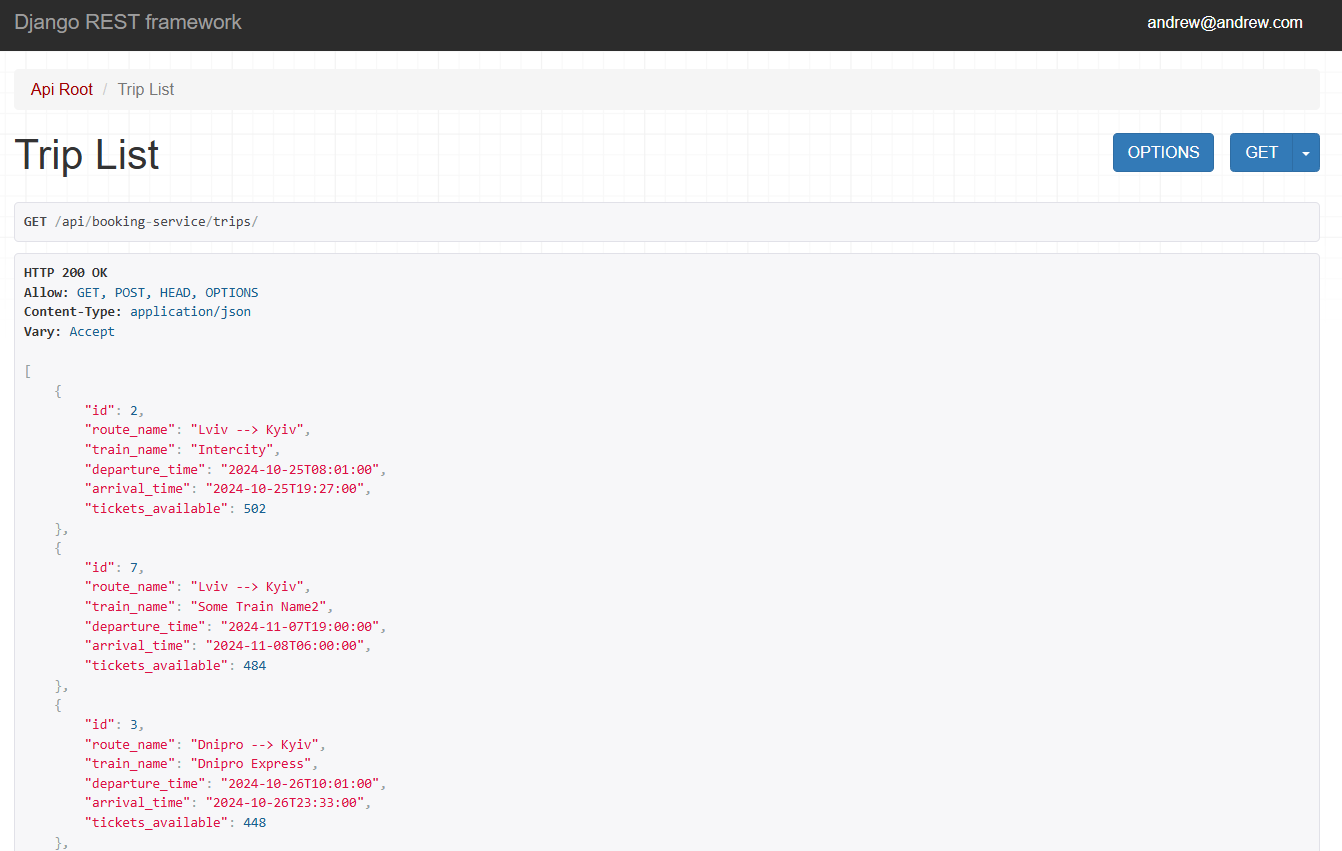 Django REST framework
andrew@andrew.com
Api Root / Trip List
Trip List
OPTIONS
GET
GET /api/booking-service/trips/
HTTP 200 OK
Allow: GET, POST, HEAD, OPTIONS
Content-Type: application/json
Vary: Accept
[
    {
        "id": 2,
        "route_name": "Lviv --> Kyiv",
        "train_name": "Intercity",
        "departure_time": "2024-10-25T08:01:00",
        "arrival_time": "2024-10-25T19:27:00",
        "tickets_available": 502
    },
    {
        "id": 7,
        "route_name": "Lviv --> Kyiv",
        "train_name": "Some Train Name2",
        "departure_time": "2024-11-07T19:00:00",
        "arrival_time": "2024-11-08T06:00:00",
        "tickets_available": 484
    },
    {
        "id": 3,
        "route_name": "Dnipro --> Kyiv",
        "train_name": "Dnipro Express",
        "departure_time": "2024-10-26T10:01:00",
        "arrival_time": "2024-10-26T23:33:00",
        "tickets_available": 448
    },